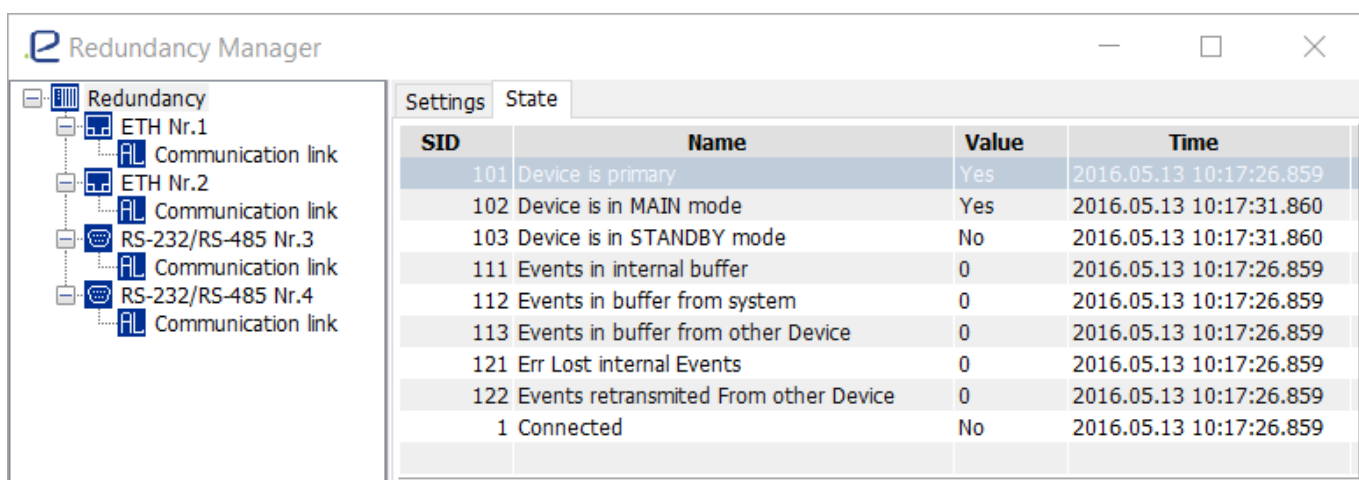 Redundancy Manager
Redundancy
ETH Nr.1
Communication link
ETH Nr.2
Communication link
RS-232/RS-485 Nr.3
Communication link
RS-232/RS-485 Nr.4
Communication link
Settings State
SID Name Value Time
101 Device is primary Yes 2016.05.13 10:17:26.859
102 Device is in MAIN mode Yes 2016.05.13 10:17:31.860
103 Device is in STANDBY mode No 2016.05.13 10:17:31.860
111 Events in internal buffer 0 2016.05.13 10:17:26.859
112 Events in buffer from system 0 2016.05.13 10:17:26.859
113 Events in buffer from other Device 0 2016.05.13 10:17:26.859
121 Err Lost internal Events 0 2016.05.13 10:17:26.859
122 Events retransmited From other Device 0 2016.05.13 10:17:26.859
1 Connected No 2016.05.13 10:17:26.859